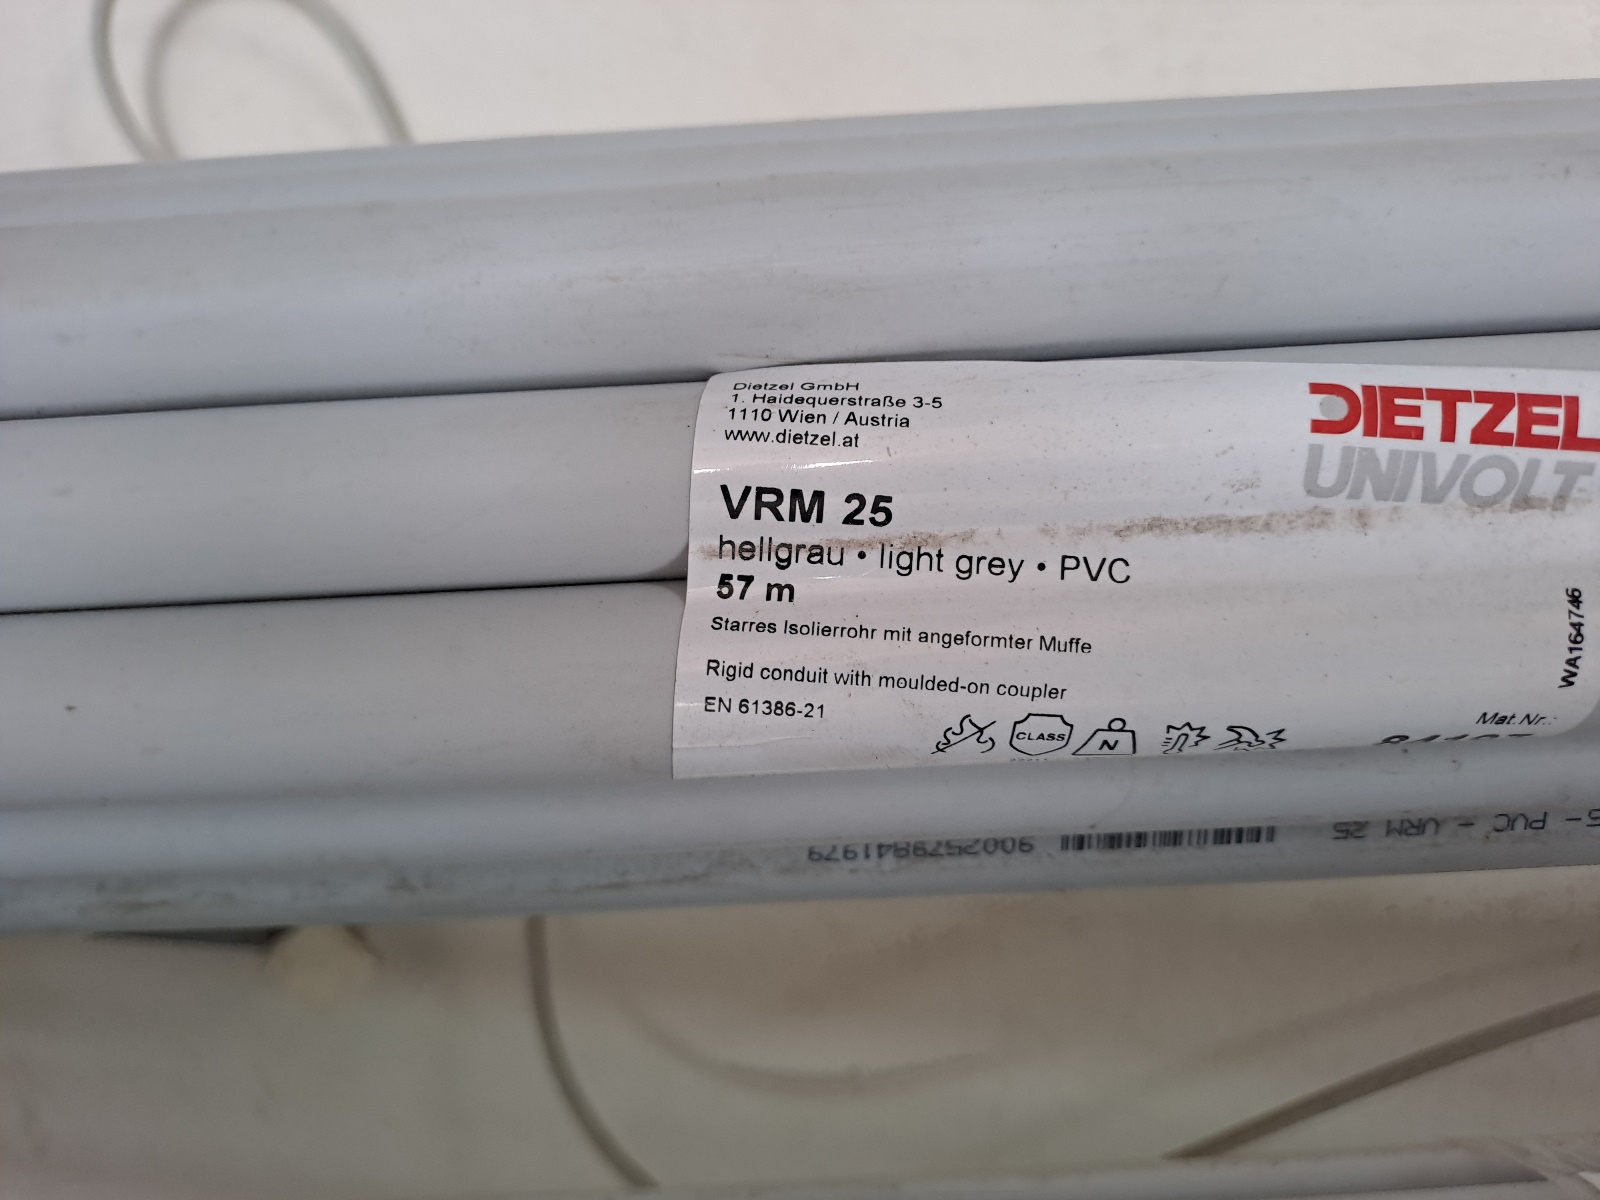 Dietzel GmbH
1. Haidequerstraße 3-5
1110 Wien / Austria
www.dietzel.at
DIETZEL
UNIVOLT
VRM 25
hellgrau • light grey • PVC
57 m
Starres Isolierrohr mit angeformter Muffe
Rigid conduit with moulded-on coupler
EN 61386-21
CLASS
N
WA164746
Mat.Nr.:
- PVC - VRM 25
9002579841979